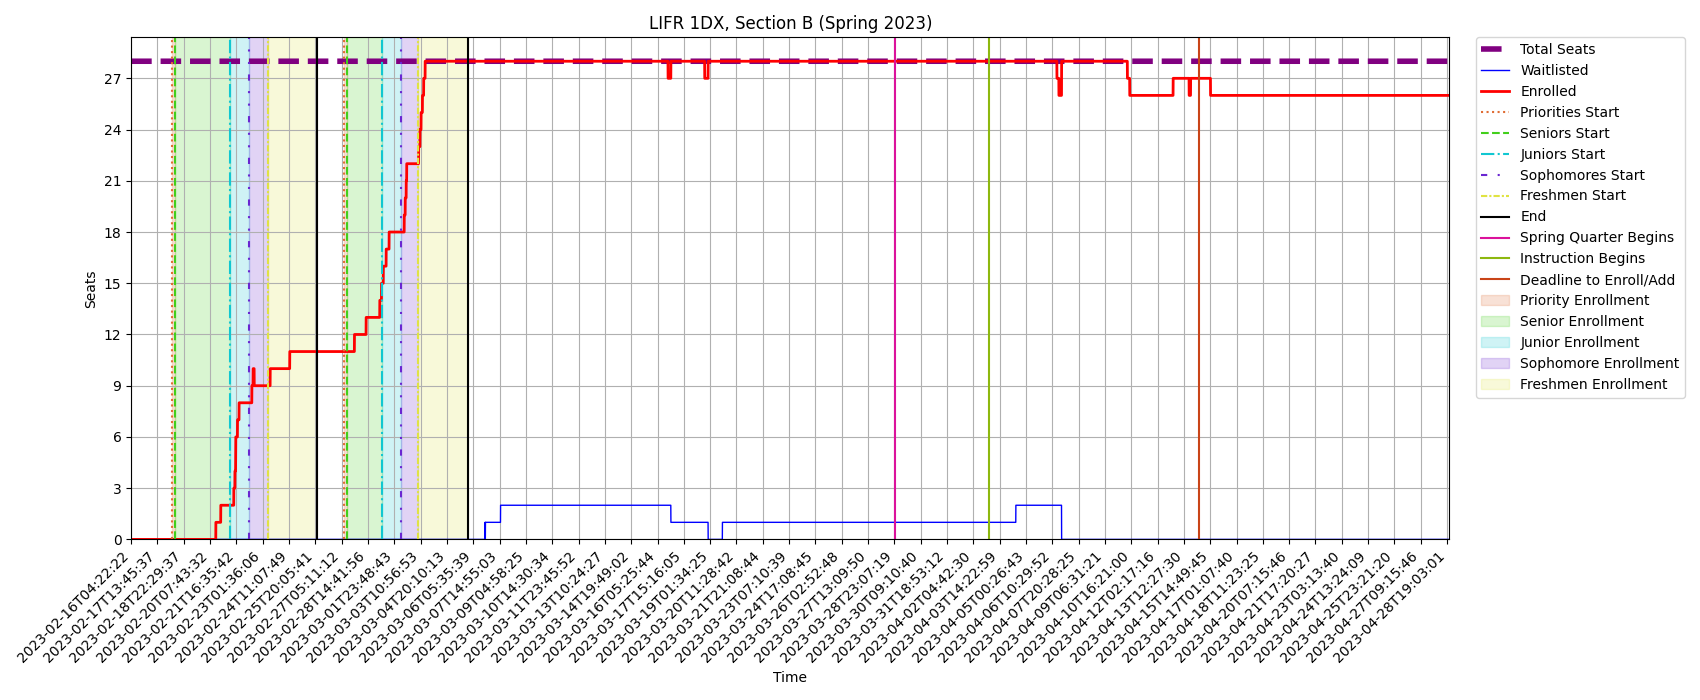 LIFR 1DX, Section B (Spring 2023)
Seats
27
24
21
18
15
12
9
6
3
0
2023-02-16T04:22:22
2023-02-17T13:45:37
2023-02-18T22:29:37
2023-02-20T07:43:32
2023-02-21T16:35:42
2023-02-23T01:36:06
2023-02-24T11:07:49
2023-02-25T20:05:41
2023-02-27T05:11:12
2023-02-28T14:41:56
2023-03-01T23:48:43
2023-03-03T10:56:53
2023-03-04T20:10:13
2023-03-06T05:35:39
2023-03-07T14:55:03
2023-03-09T04:58:25
2023-03-10T14:30:34
2023-03-11T23:45:52
2023-03-13T10:24:27
2023-03-14T19:49:02
2023-03-16T05:25:44
2023-03-17T15:16:05
2023-03-19T01:34:25
2023-03-20T11:28:42
2023-03-21T21:08:44
2023-03-23T07:10:39
2023-03-24T17:08:45
2023-03-26T02:52:48
2023-03-27T13:09:50
2023-03-28T23:07:19
2023-03-30T09:10:40
2023-03-31T18:53:12
2023-04-02T04:42:30
2023-04-03T14:22:59
2023-04-05T00:26:43
2023-04-06T10:29:52
2023-04-07T20:28:25
2023-04-09T06:31:21
2023-04-10T16:21:00
2023-04-12T02:17:16
2023-04-13T12:27:30
2023-04-15T14:49:45
2023-04-17T01:07:40
2023-04-18T11:23:25
2023-04-20T07:15:46
2023-04-21T17:20:27
2023-04-23T03:13:40
2023-04-24T13:24:09
2023-04-25T23:21:20
2023-04-27T09:15:46
2023-04-28T19:03:01
Time
Total Seats
Waitlisted
Enrolled
Priorities Start
Seniors Start
Juniors Start
Sophomores Start
Freshmen Start
End
Spring Quarter Begins
Instruction Begins
Deadline to Enroll/Add
Priority Enrollment
Senior Enrollment
Junior Enrollment
Sophomore Enrollment
Freshmen Enrollment